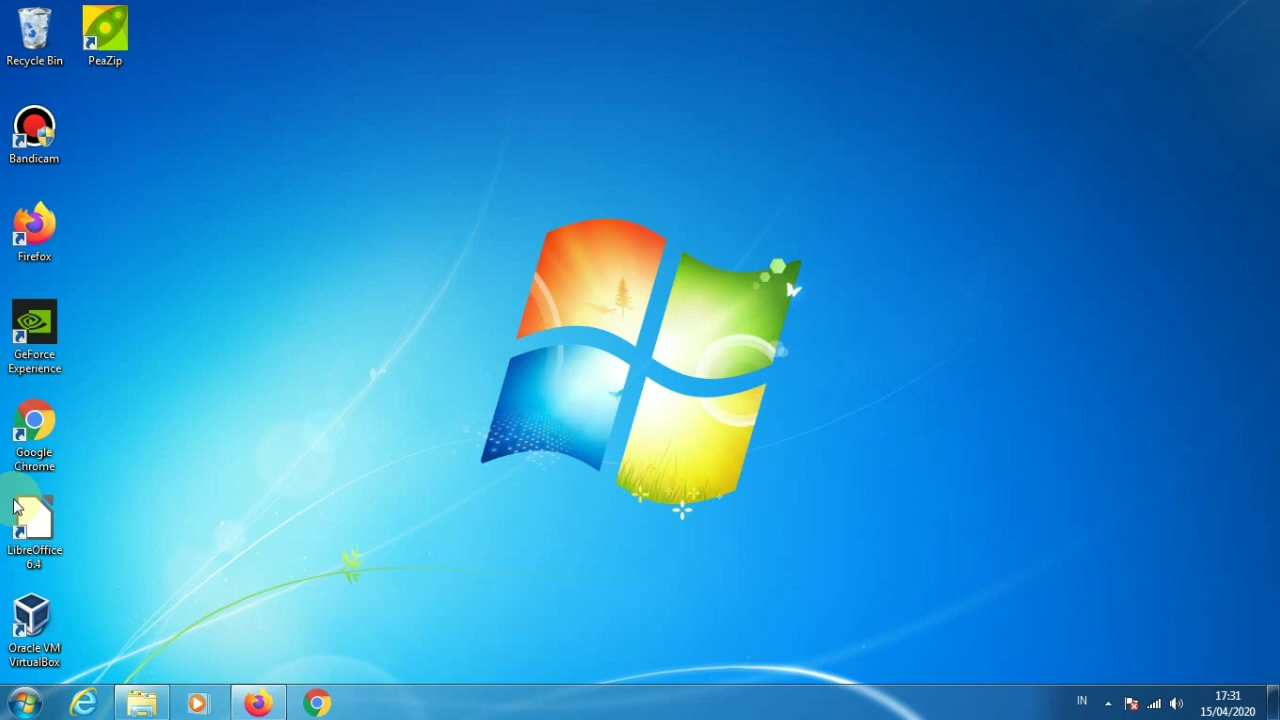 Recycle Bin
PeaZip
Bandicam
Firefox
GeForce
Experience
Google
Chrome
LibreOffice
6.4
Oracle VM
VirtualBox
IN
17:31
15/04/2020